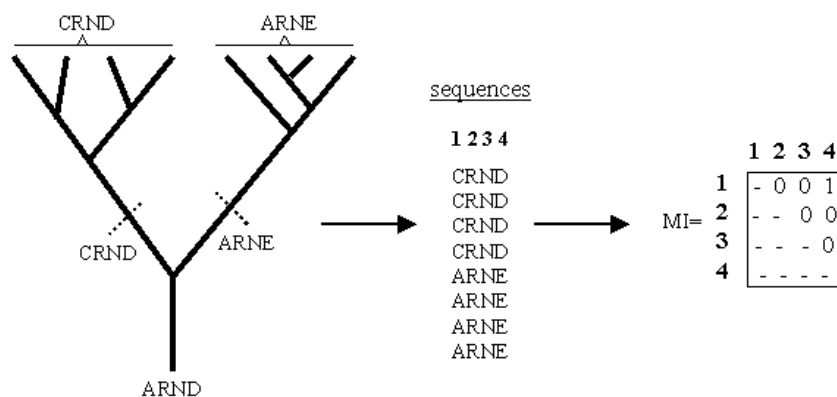 CRND
ARNE
CRND
ARNE
ARND
sequences
1 2 3 4
CRND
CRND
CRND
CRND
ARNE
ARNE
ARNE
ARNE
MI=
1 2 3 4
1 - 0 0 1
2 - - 0 0
3 - - - 0
4 - - - -